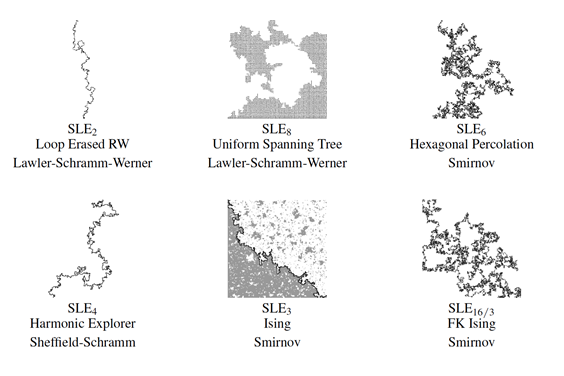 SLE₂
Loop Erased RW
Lawler-Schramm-Werner
SLE₈
Uniform Spanning Tree
Lawler-Schramm-Werner
SLE₆
Hexagonal Percolation
Smirnov
SLE₄
Harmonic Explorer
Sheffield-Schramm
SLE₃
Ising
Smirnov
SLE₁₆/₃
FK Ising
Smirnov